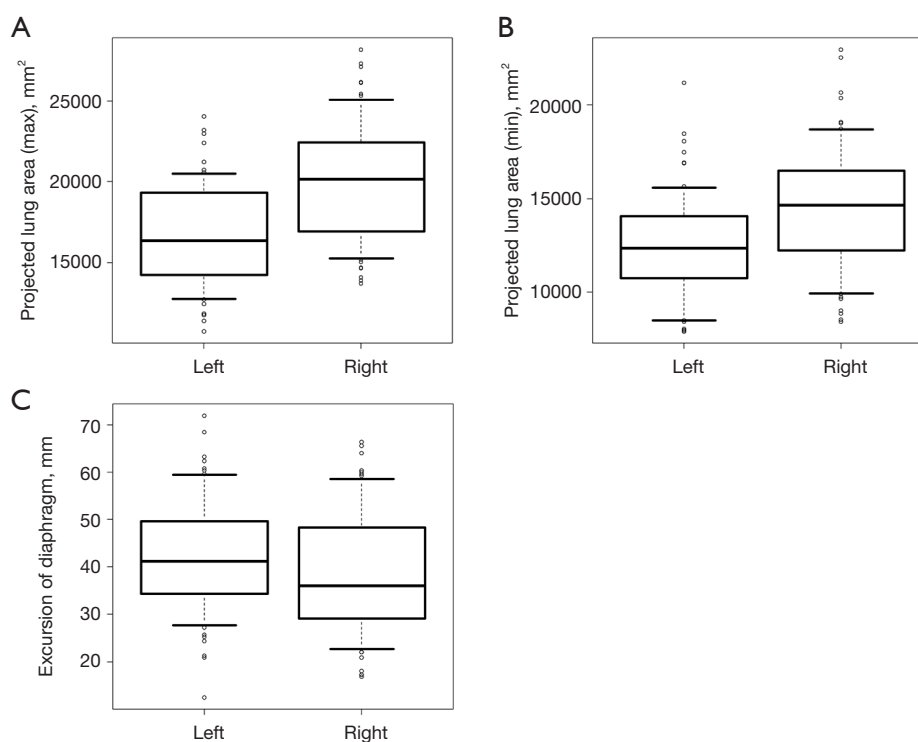 A
Projected lung area (max), mm²
25000
20000
15000
Left
Right
B
Projected lung area (min), mm²
20000
15000
10000
Left
Right
C
Excursion of diaphragm, mm
70
60
50
40
30
20
Left
Right